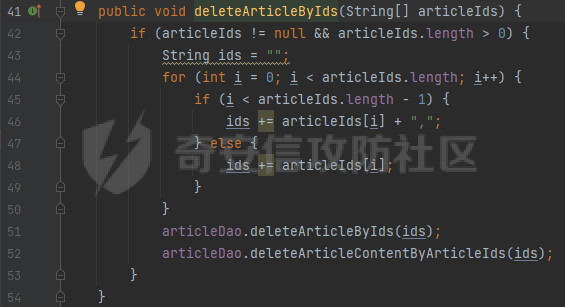 41 public void deleteArticleByIds(String[] articleIds) {
42 if (articleIds != null && articleIds.length > 0) {
43 String ids = "";
44 for (int i = 0; i < articleIds.length; i++) {
45 if (i < articleIds.length - 1) {
46 ids += articleIds[i] + ",";
47 } else {
48 ids += articleIds[i];
49 }
50 }
51 articleDao.deleteArticleByIds(ids);
52 articleDao.deleteArticleContentByArticleIds(ids);
53 }
54 }
奇安信攻防社区